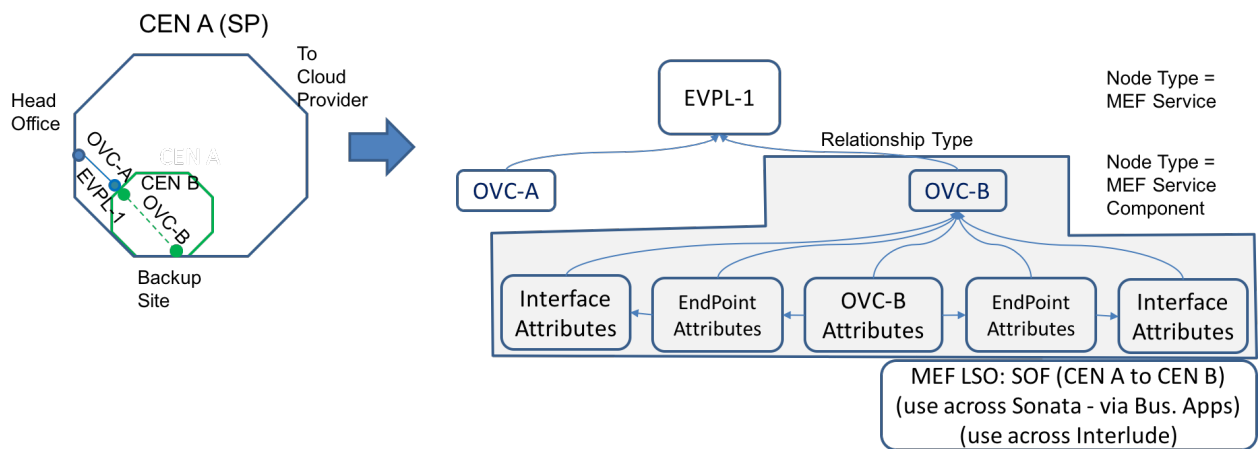 CEN A (SP)
To
Cloud
Provider
Head
Office
OVC-A
EVPL-1
CEN A
CEN B
OVC-B
Backup
Site
EVPL-1
Node Type =
MEF Service
Relationship Type
OVC-A
OVC-B
Node Type =
MEF Service
Component
Interface
Attributes
EndPoint
Attributes
OVC-B
Attributes
EndPoint
Attributes
Interface
Attributes
MEF LSO: SOF (CEN A to CEN B)
(use across Sonata - via Bus. Apps)
(use across Interlude)